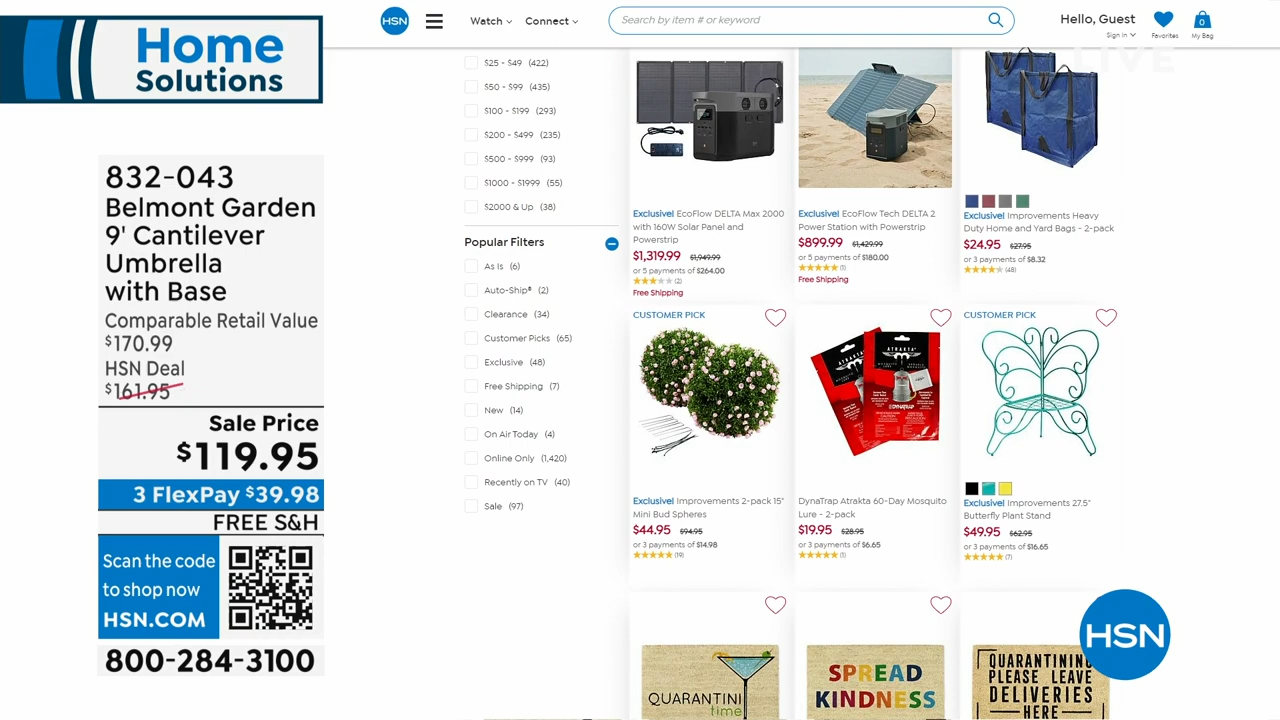 Home
Solutions
832-043
Belmont Garden
9' Cantilever
Umbrella
with Base
Comparable Retail Value
$170.99
HSN Deal
$161.95
Sale Price
$119.95
3 FlexPay $39.98
FREE S&H
Scan the code
to shop now
HSN.COM
800-284-3100
HSN
Watch
Connect
Search by item # or keyword
Hello, Guest
Sign In
Favorites
0
My Bag
LIVE
$25 - $49 (422)
$50 - $99 (435)
$100 - $199 (293)
$200 - $499 (235)
$500 - $999 (93)
$1000 - $1999 (55)
$2000 & Up (38)
Popular Filters
As Is (6)
Auto-Ship® (2)
Clearance (34)
Customer Picks (65)
Exclusive (48)
Free Shipping (7)
New (14)
On Air Today (4)
Online Only (1,420)
Recently on TV (40)
Sale (97)
Exclusive! EcoFlow DELTA Max 2000
with 160W Solar Panel and
Powerstrip
$1,319.99 $1,949.99
or 5 payments of $264.00
(2)
Free Shipping
Exclusive! EcoFlow Tech DELTA 2
Power Station with Powerstrip
$899.99 $1,429.99
or 5 payments of $180.00
(1)
Free Shipping
Exclusive! Improvements Heavy
Duty Home and Yard Bags - 2-pack
$24.95 $27.95
or 3 payments of $8.32
(48)
CUSTOMER PICK
Exclusive! Improvements 2-pack 15"
Mini Bud Spheres
$44.95 $94.95
or 3 payments of $14.98
(19)
ATRAKTA
ATRAKTA
DYNATRAP
DynaTrap Atrakta 60-Day Mosquito
Lure - 2-pack
$19.95 $28.95
or 3 payments of $6.65
(1)
CUSTOMER PICK
Exclusive! Improvements 27.5"
Butterfly Plant Stand
$49.95 $62.95
or 3 payments of $16.65
(7)
QUARANTINI
time
SPREAD
KINDNESS
QUARANTINING
PLEASE LEAVE
DELIVERIES
HERE
HSN